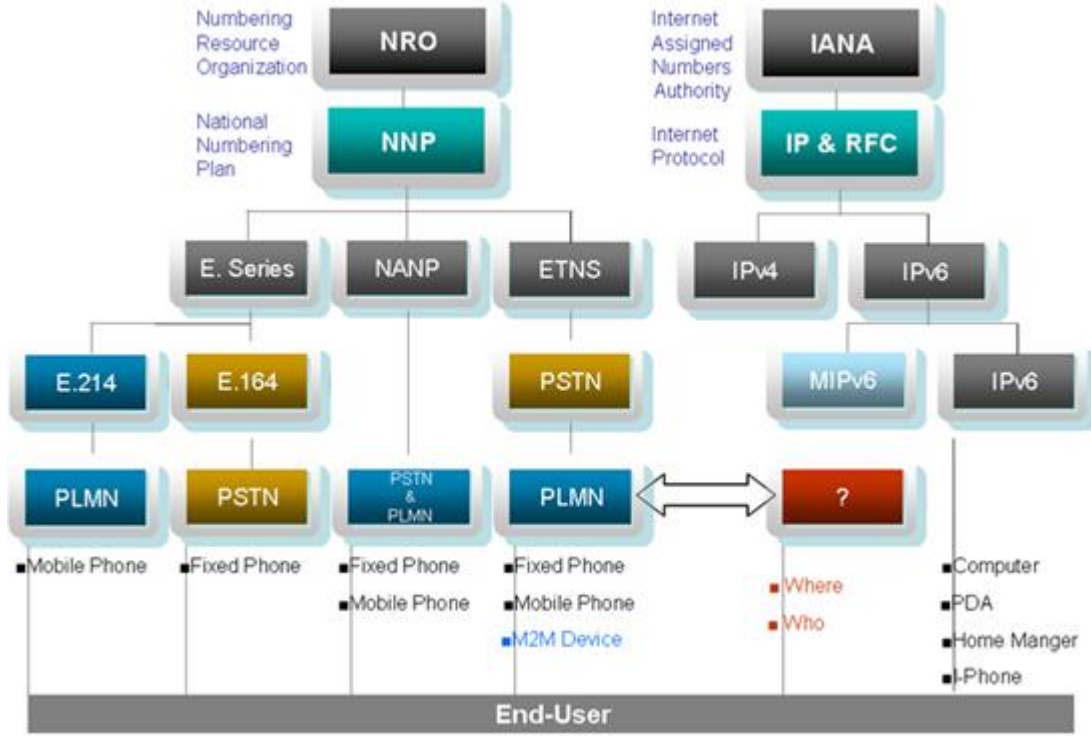 Numbering
Resource
Organization
NRO
Internet
Assigned
Numbers
Authority
IANA
National
Numbering
Plan
NNP
Internet
Protocol
IP & RFC
E. Series
NANP
ETNS
IPv4
IPv6
E.214
E.164
PSTN
MIPv6
IPv6
PLMN
PSTN
PSTN
&
PLMN
PLMN
?
Mobile Phone
Fixed Phone
Fixed Phone
Mobile Phone
Fixed Phone
Mobile Phone
M2M Device
Where
Who
Computer
PDA
Home Manger
I-Phone
End-User